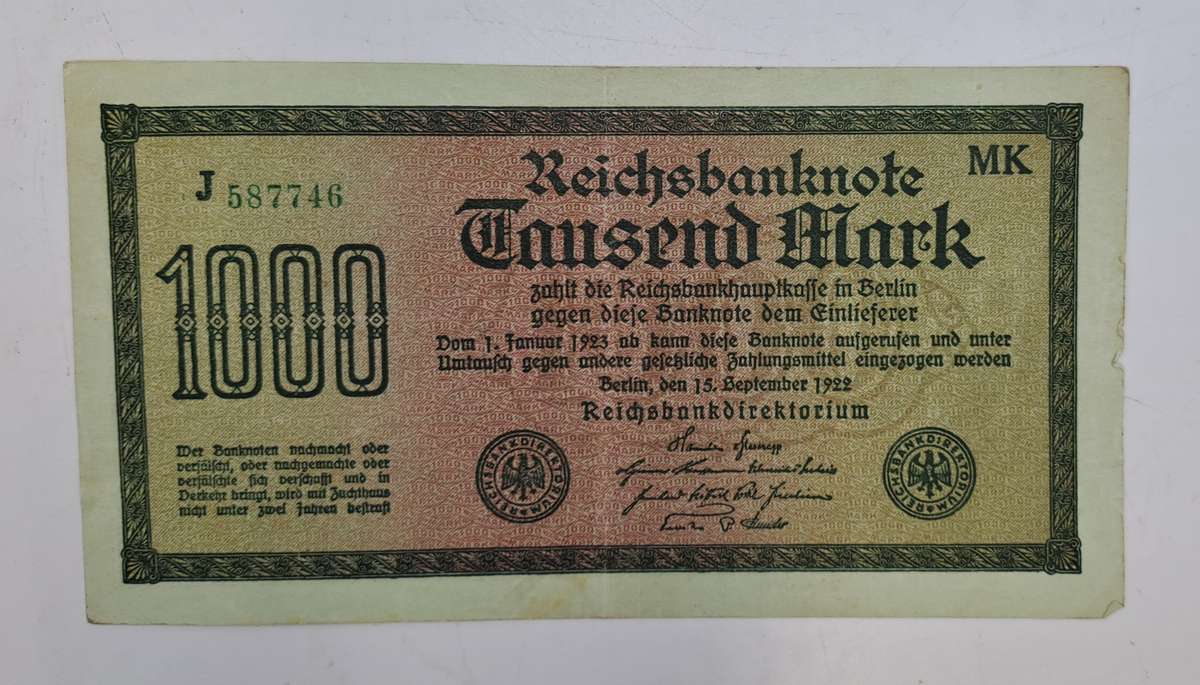 J 587746
MK
Reichsbanknote
Tausend Mark
1000
zahlt die Reichsbankhauptkasse in Berlin
gegen diese Banknote dem Einlieferer
Vom 1. Januar 1923 ab kann diese Banknote aufgerufen und unter
Umtausch gegen andere gesetzliche Zahlungsmittel eingezogen werden
Berlin, den 15. September 1922
Reichsbankdirektorium
Wer Banknoten nachmacht oder
verfälscht, oder nachgemachte oder
verfälschte sich verschafft und in
Verkehr bringt, wird mit Zuchthaus
nicht unter zwei Jahren bestraft
REICHSBANKDIREKTORIUM
REICHSBANKDIREKTORIUM